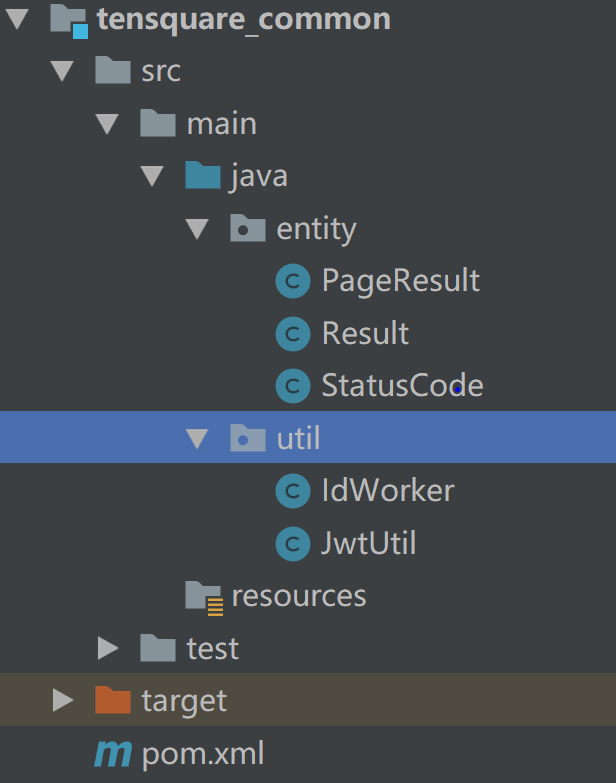 tensquare_common
src
main
java
entity
PageResult
Result
StatusCode
util
IdWorker
JwtUtil
resources
test
target
pom.xml